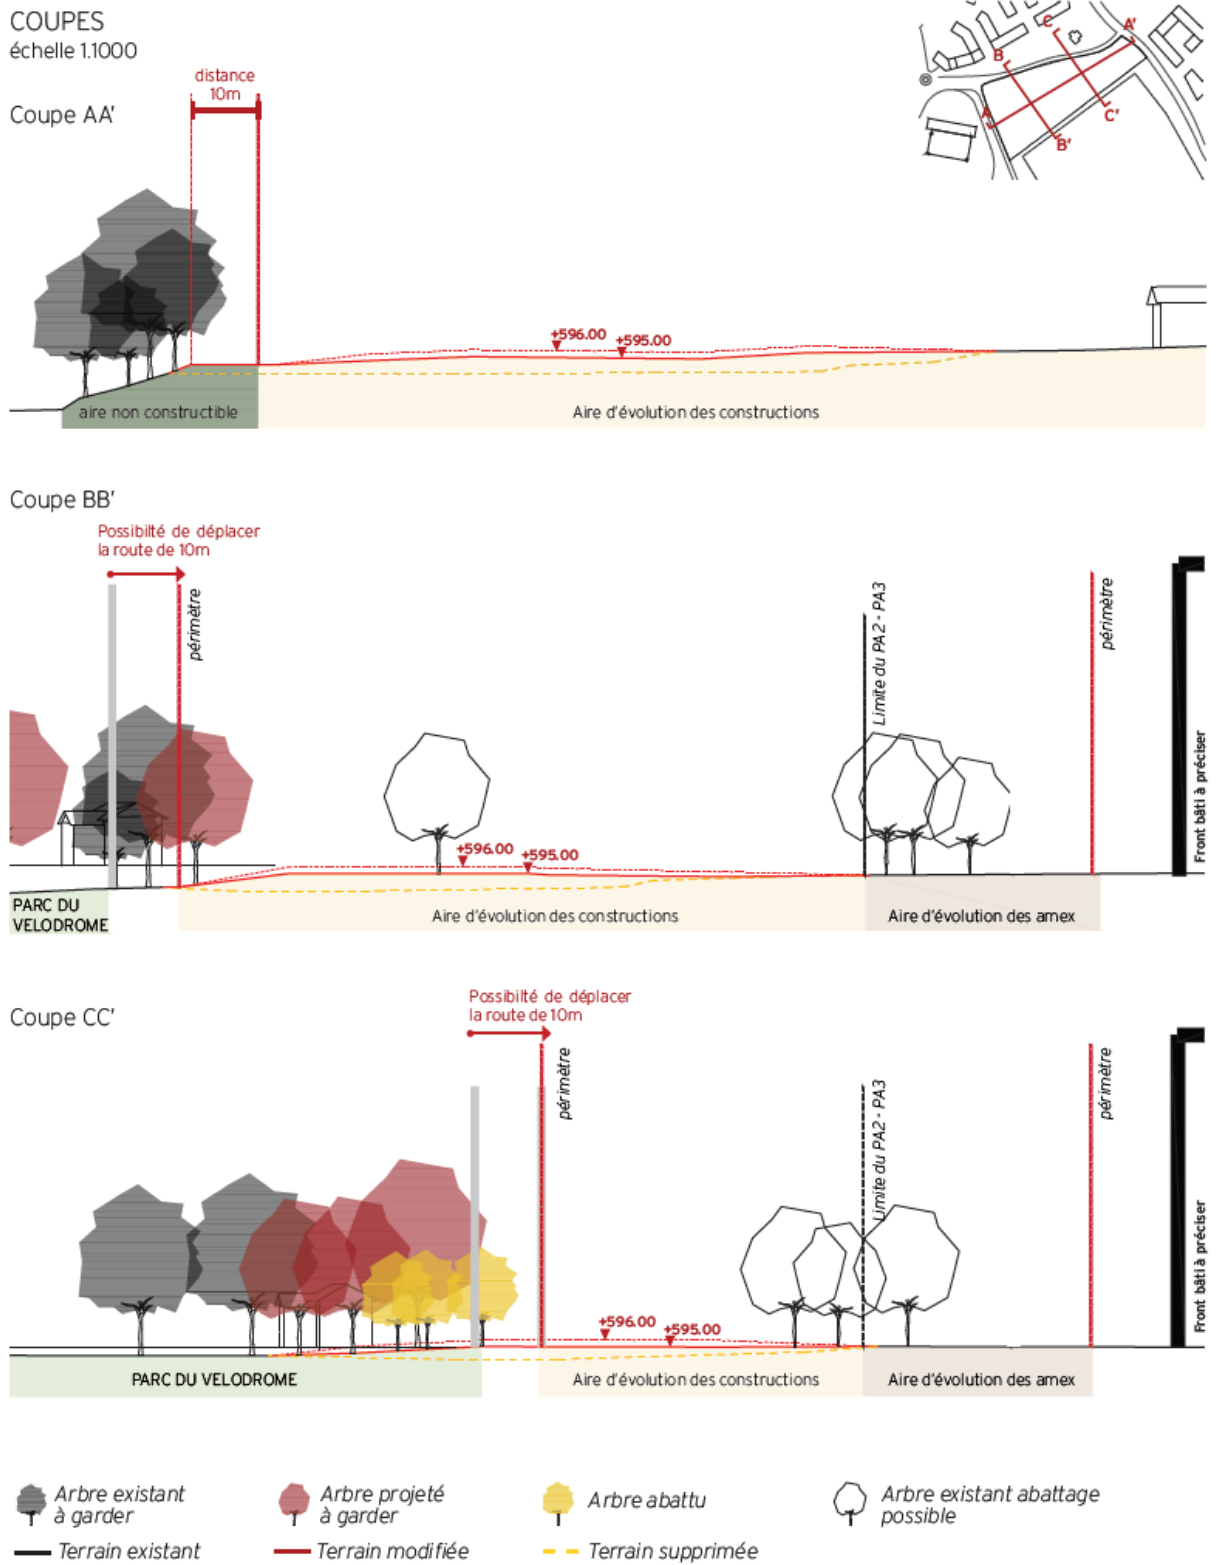 COUPES
échelle 1.1000
Coupe AA'
distance
10m
C
A'
B
A
C'
B'
+596.00
+595.00
aire non constructible
Aire d'évolution des constructions
Coupe BB'
Possibilté de déplacer
la route de 10m
périmètre
Limite du PA2 - PA3
périmètre
Front bâti à préciser
+596.00
+595.00
PARC DU
VELODROME
Aire d'évolution des constructions
Aire d'évolution des amex
Coupe CC'
Possibilté de déplacer
la route de 10m
périmètre
Limite du PA2 - PA3
périmètre
Front bâti à préciser
+596.00
+595.00
PARC DU VELODROME
Aire d'évolution des constructions
Aire d'évolution des amex
Arbre existant
à garder
Arbre projeté
à garder
Arbre abattu
Arbre existant abattage
possible
Terrain existant
Terrain modifiée
Terrain supprimée